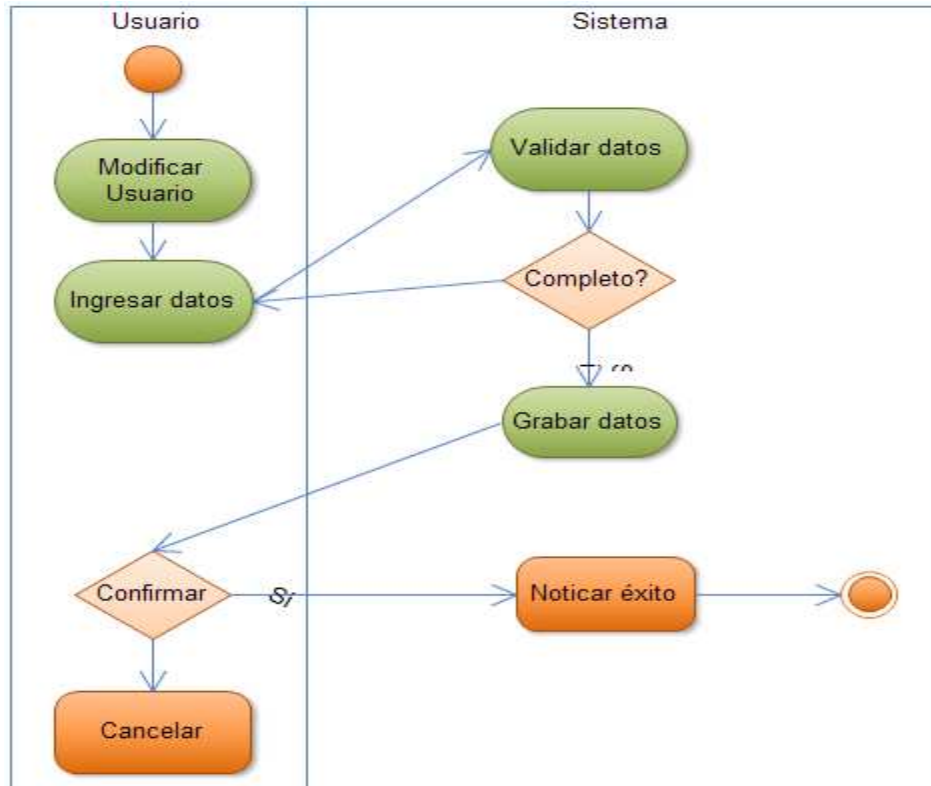 Usuario
Sistema
Modificar
Usuario
Validar datos
Ingresar datos
Completo?
Grabar datos
Confirmar
Si
Noticar éxito
Cancelar